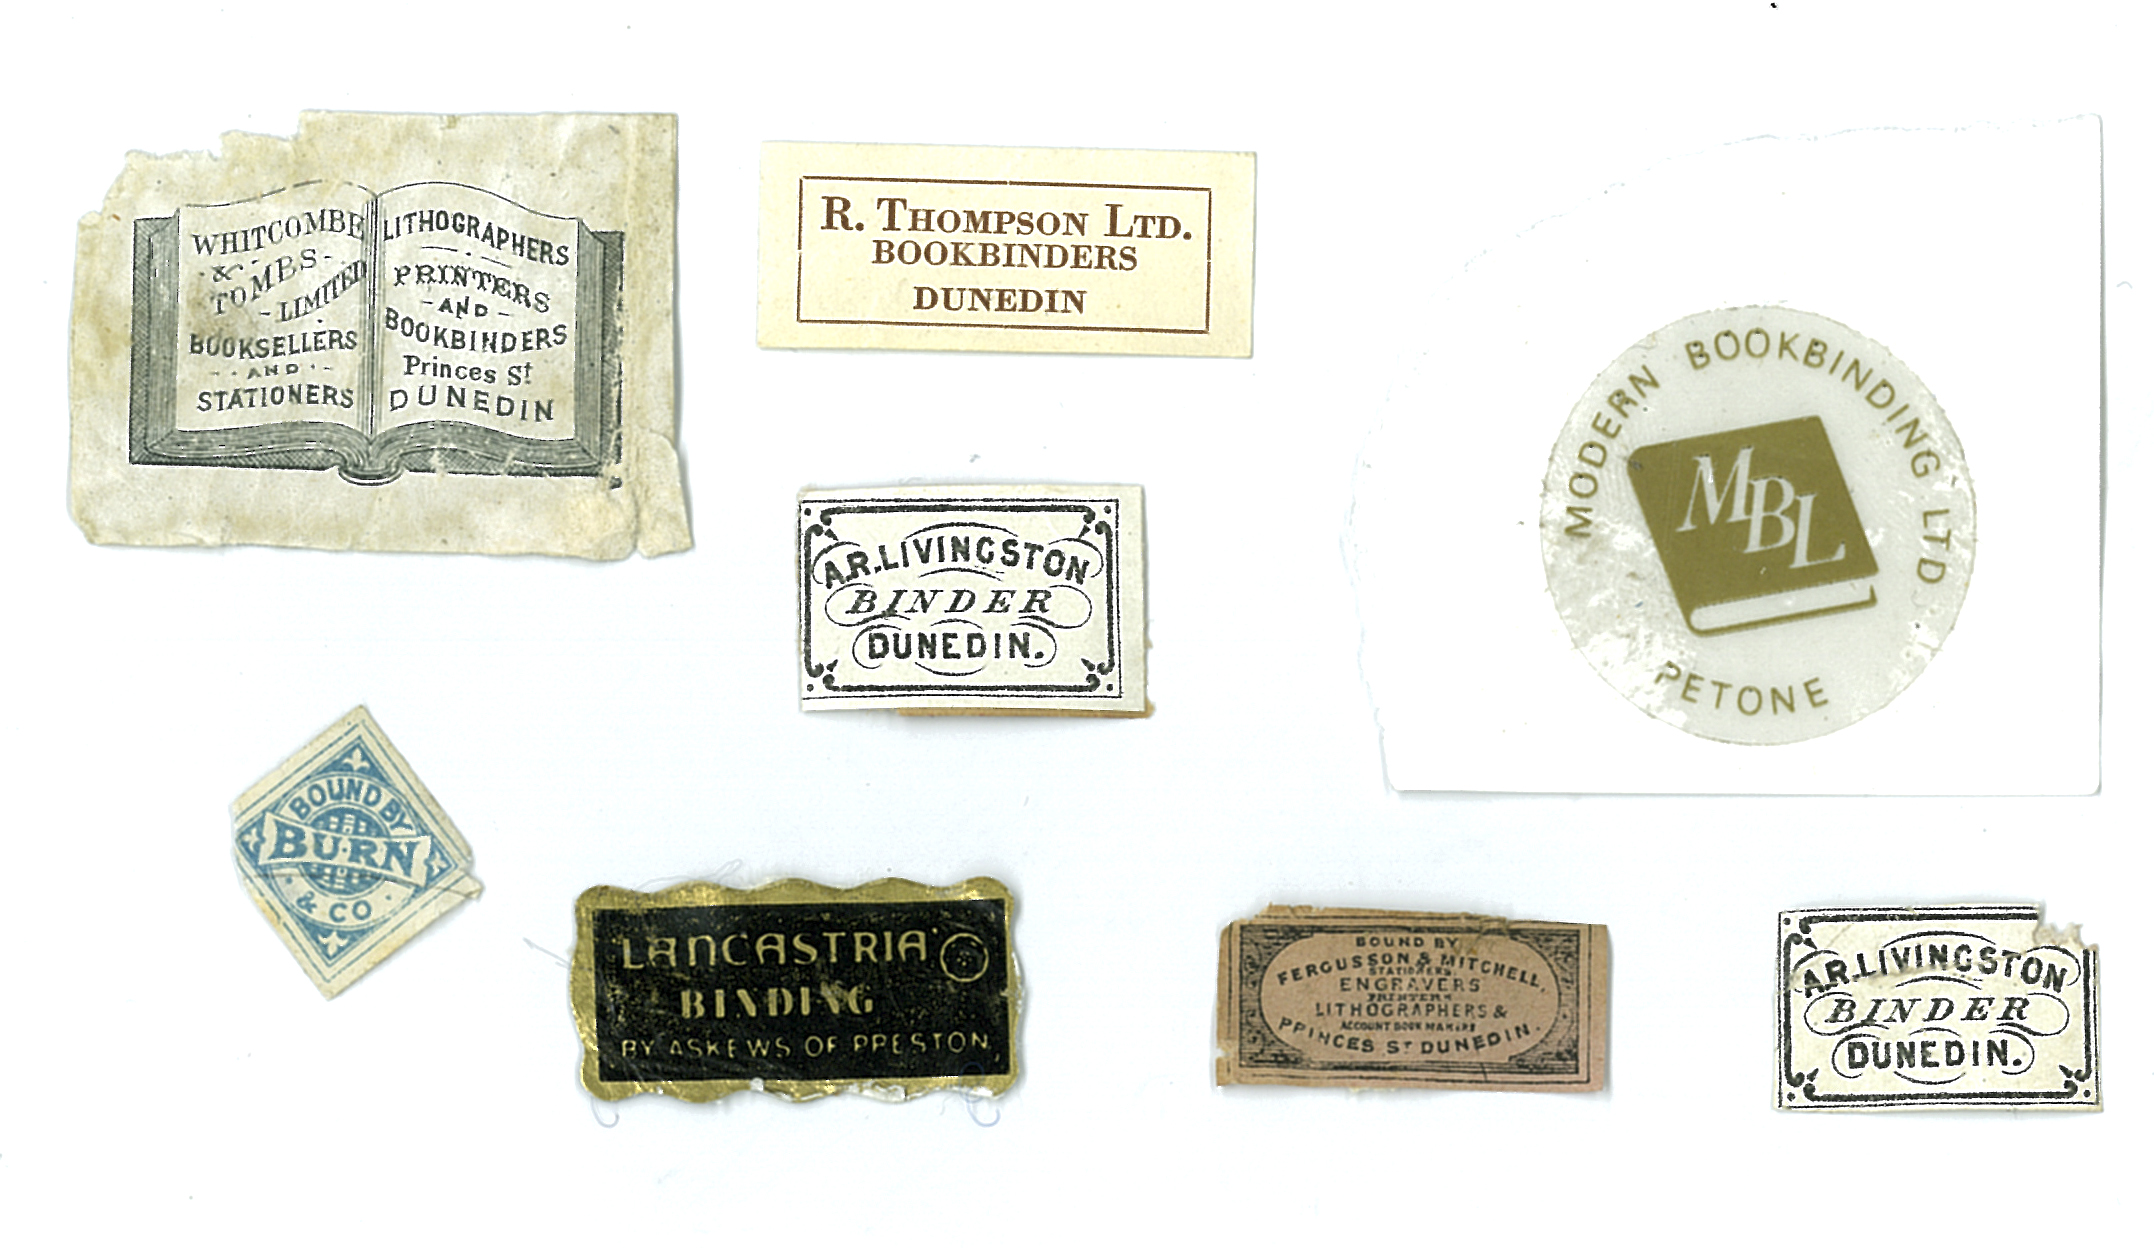 WHITCOMBE
& TOMBS
- LIMITED
BOOKSELLERS
- AND -
STATIONERS
LITHOGRAPHERS
PRINTERS
- AND -
BOOKBINDERS
Princes St
DUNEDIN
R. THOMPSON LTD.
BOOKBINDERS
DUNEDIN
A.R. LIVINGSTON
BINDER
DUNEDIN.
MODERN BOOKBINDING LTD
MBL
PETONE
BOUND BY
BURN
& CO
LANCASTRIA
BINDING
BY ASKEWS OF PRESTON
BOUND BY
FERGUSSON & MITCHELL,
STATIONERS
ENGRAVERS
PRINTERS
LITHOGRAPHERS &
ACCOUNT BOOK MAKERS
PRINCES ST DUNEDIN.
A.R. LIVINGSTON
BINDER
DUNEDIN.